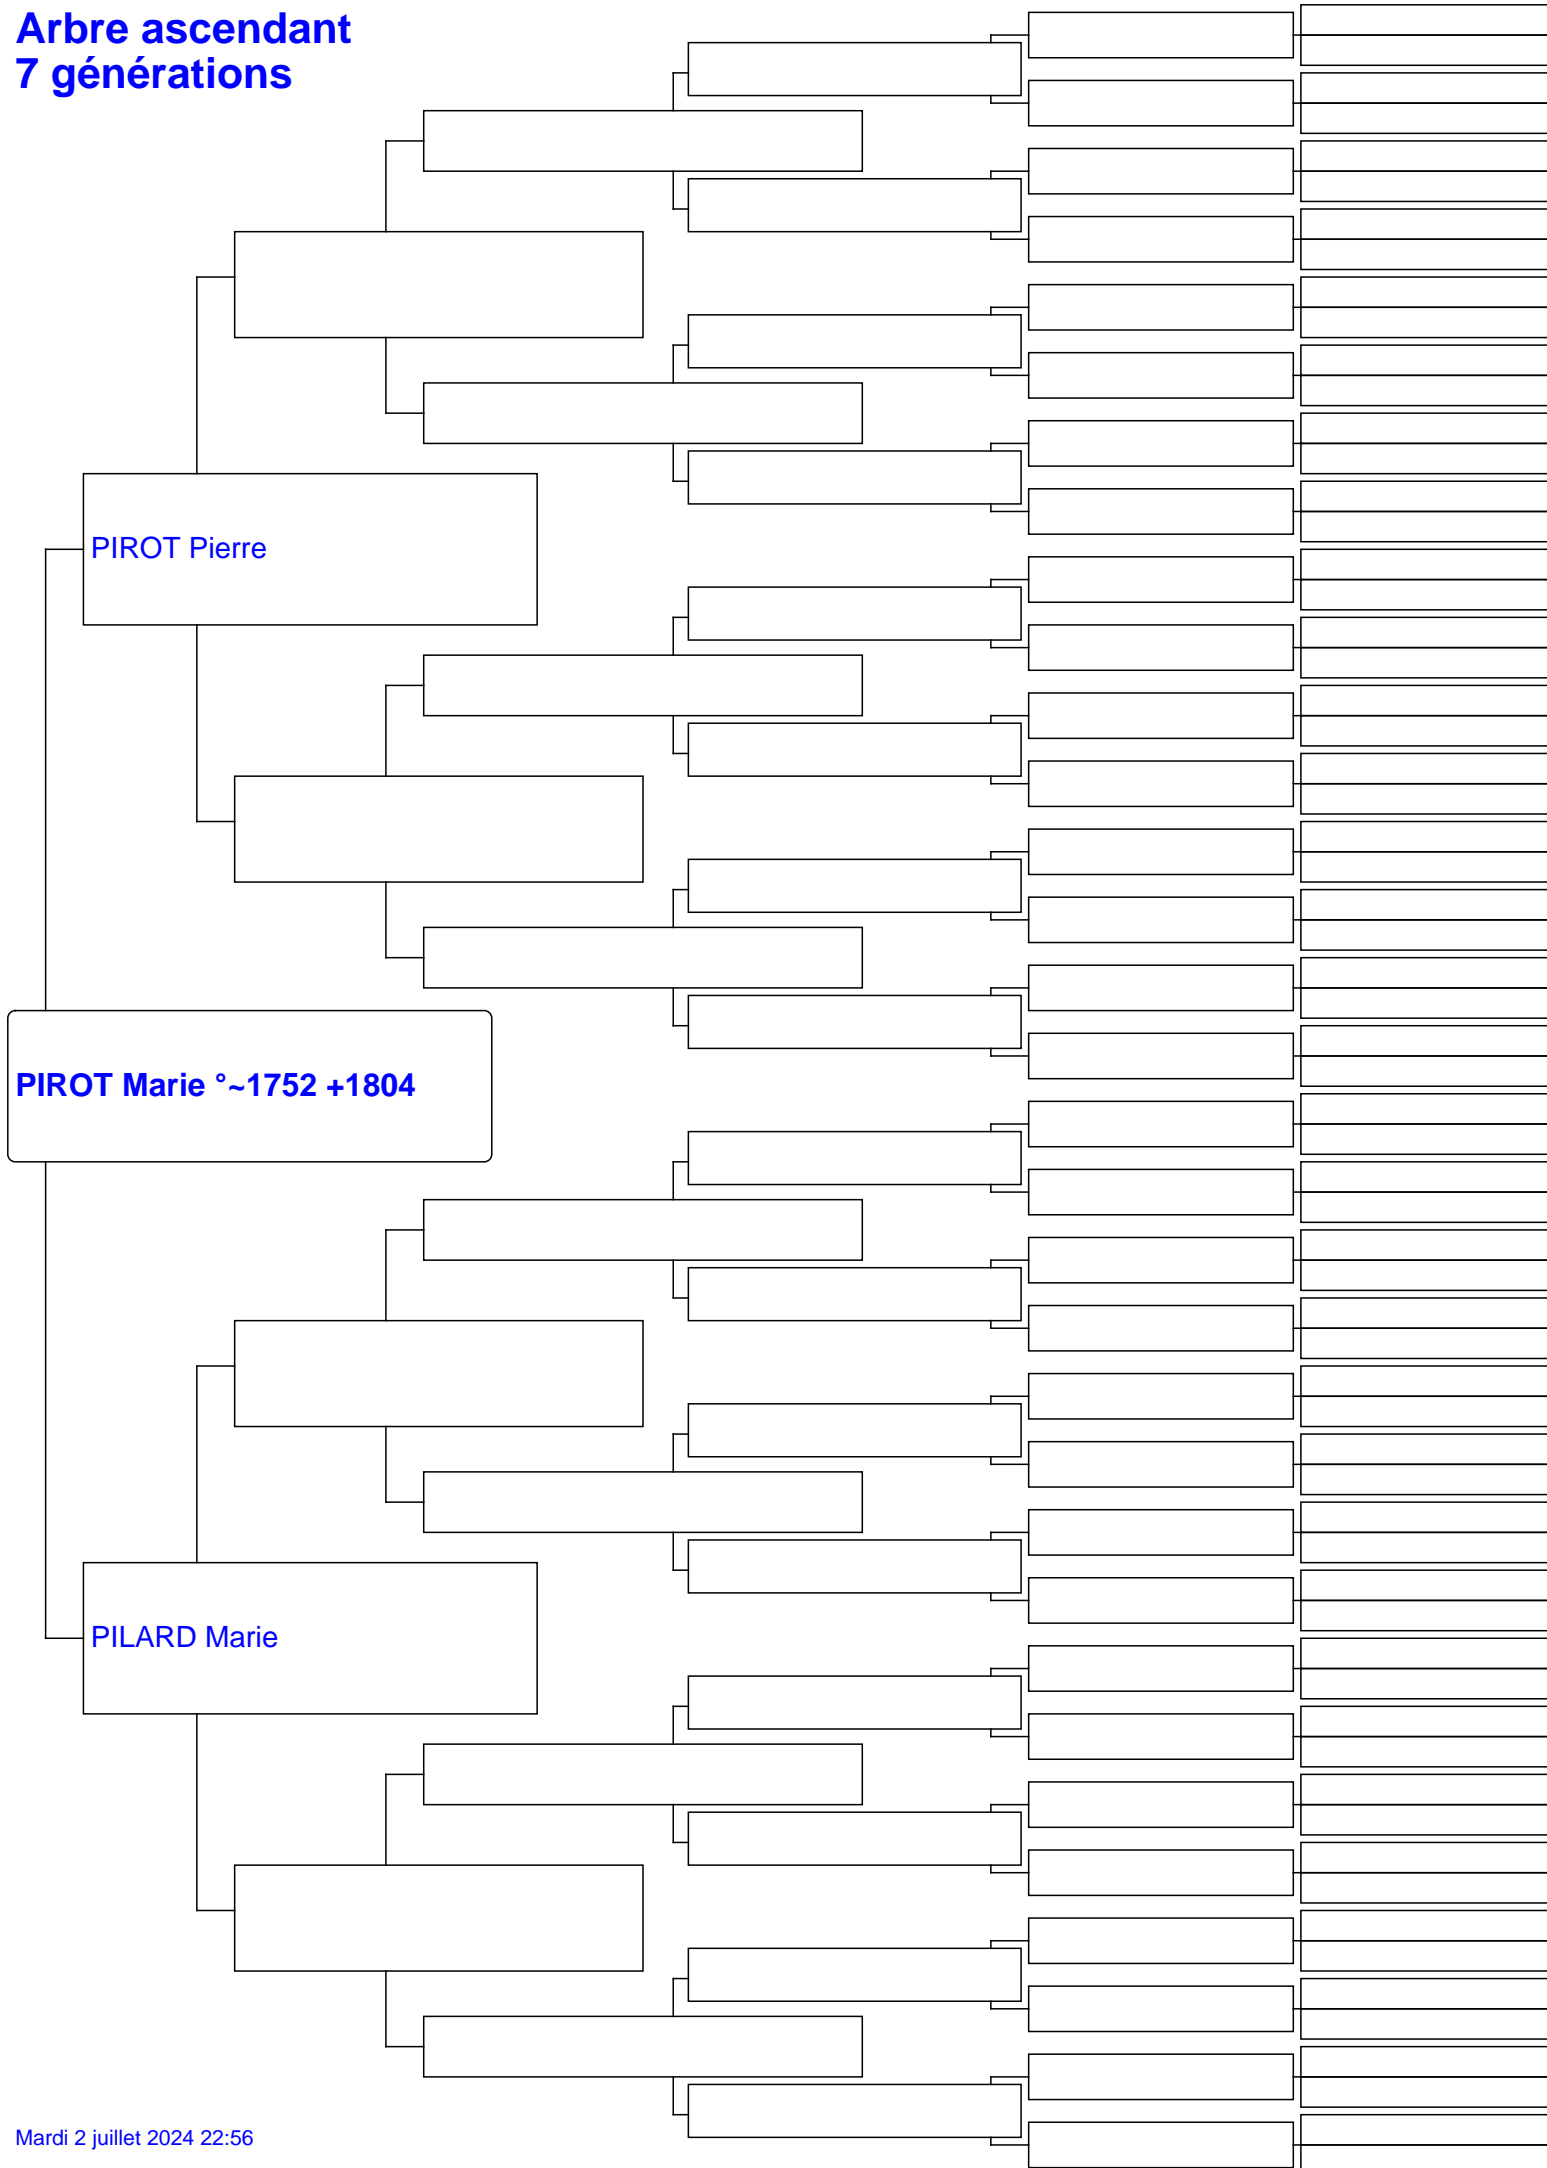 Arbre ascendant
7 générations
PIROT Pierre
PIROT Marie °~1752 +1804
PILARD Marie
Mardi 2 juillet 2024 22:56